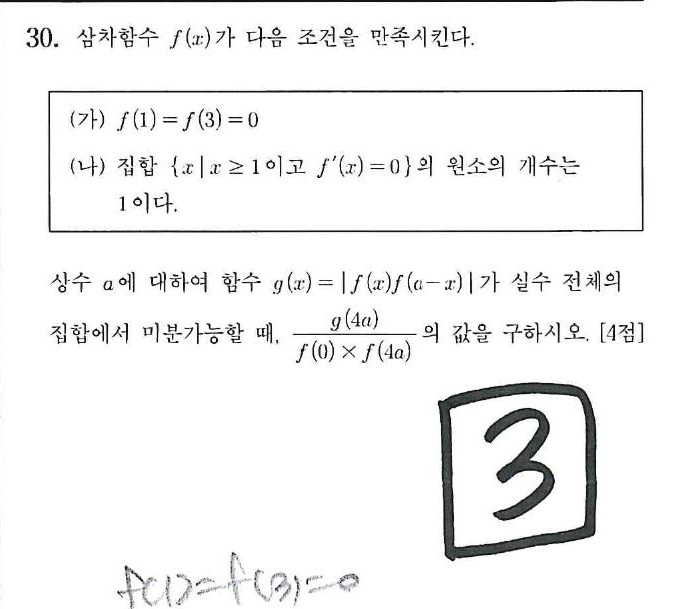 30. 삼차함수 f(x)가 다음 조건을 만족시킨다.
(가) f(1)=f(3)=0
(나) 집합 {x|x≥1이고 f'(x)=0}의 원소의 개수는
1이다.
상수 a에 대하여 함수 g(x)=|f(x)f(a-x)|가 실수 전체의
집합에서 미분가능할 때, g(4a)/(f(0)×f(4a))의 값을 구하시오. [4점]
3
f(1)=f(3)=0